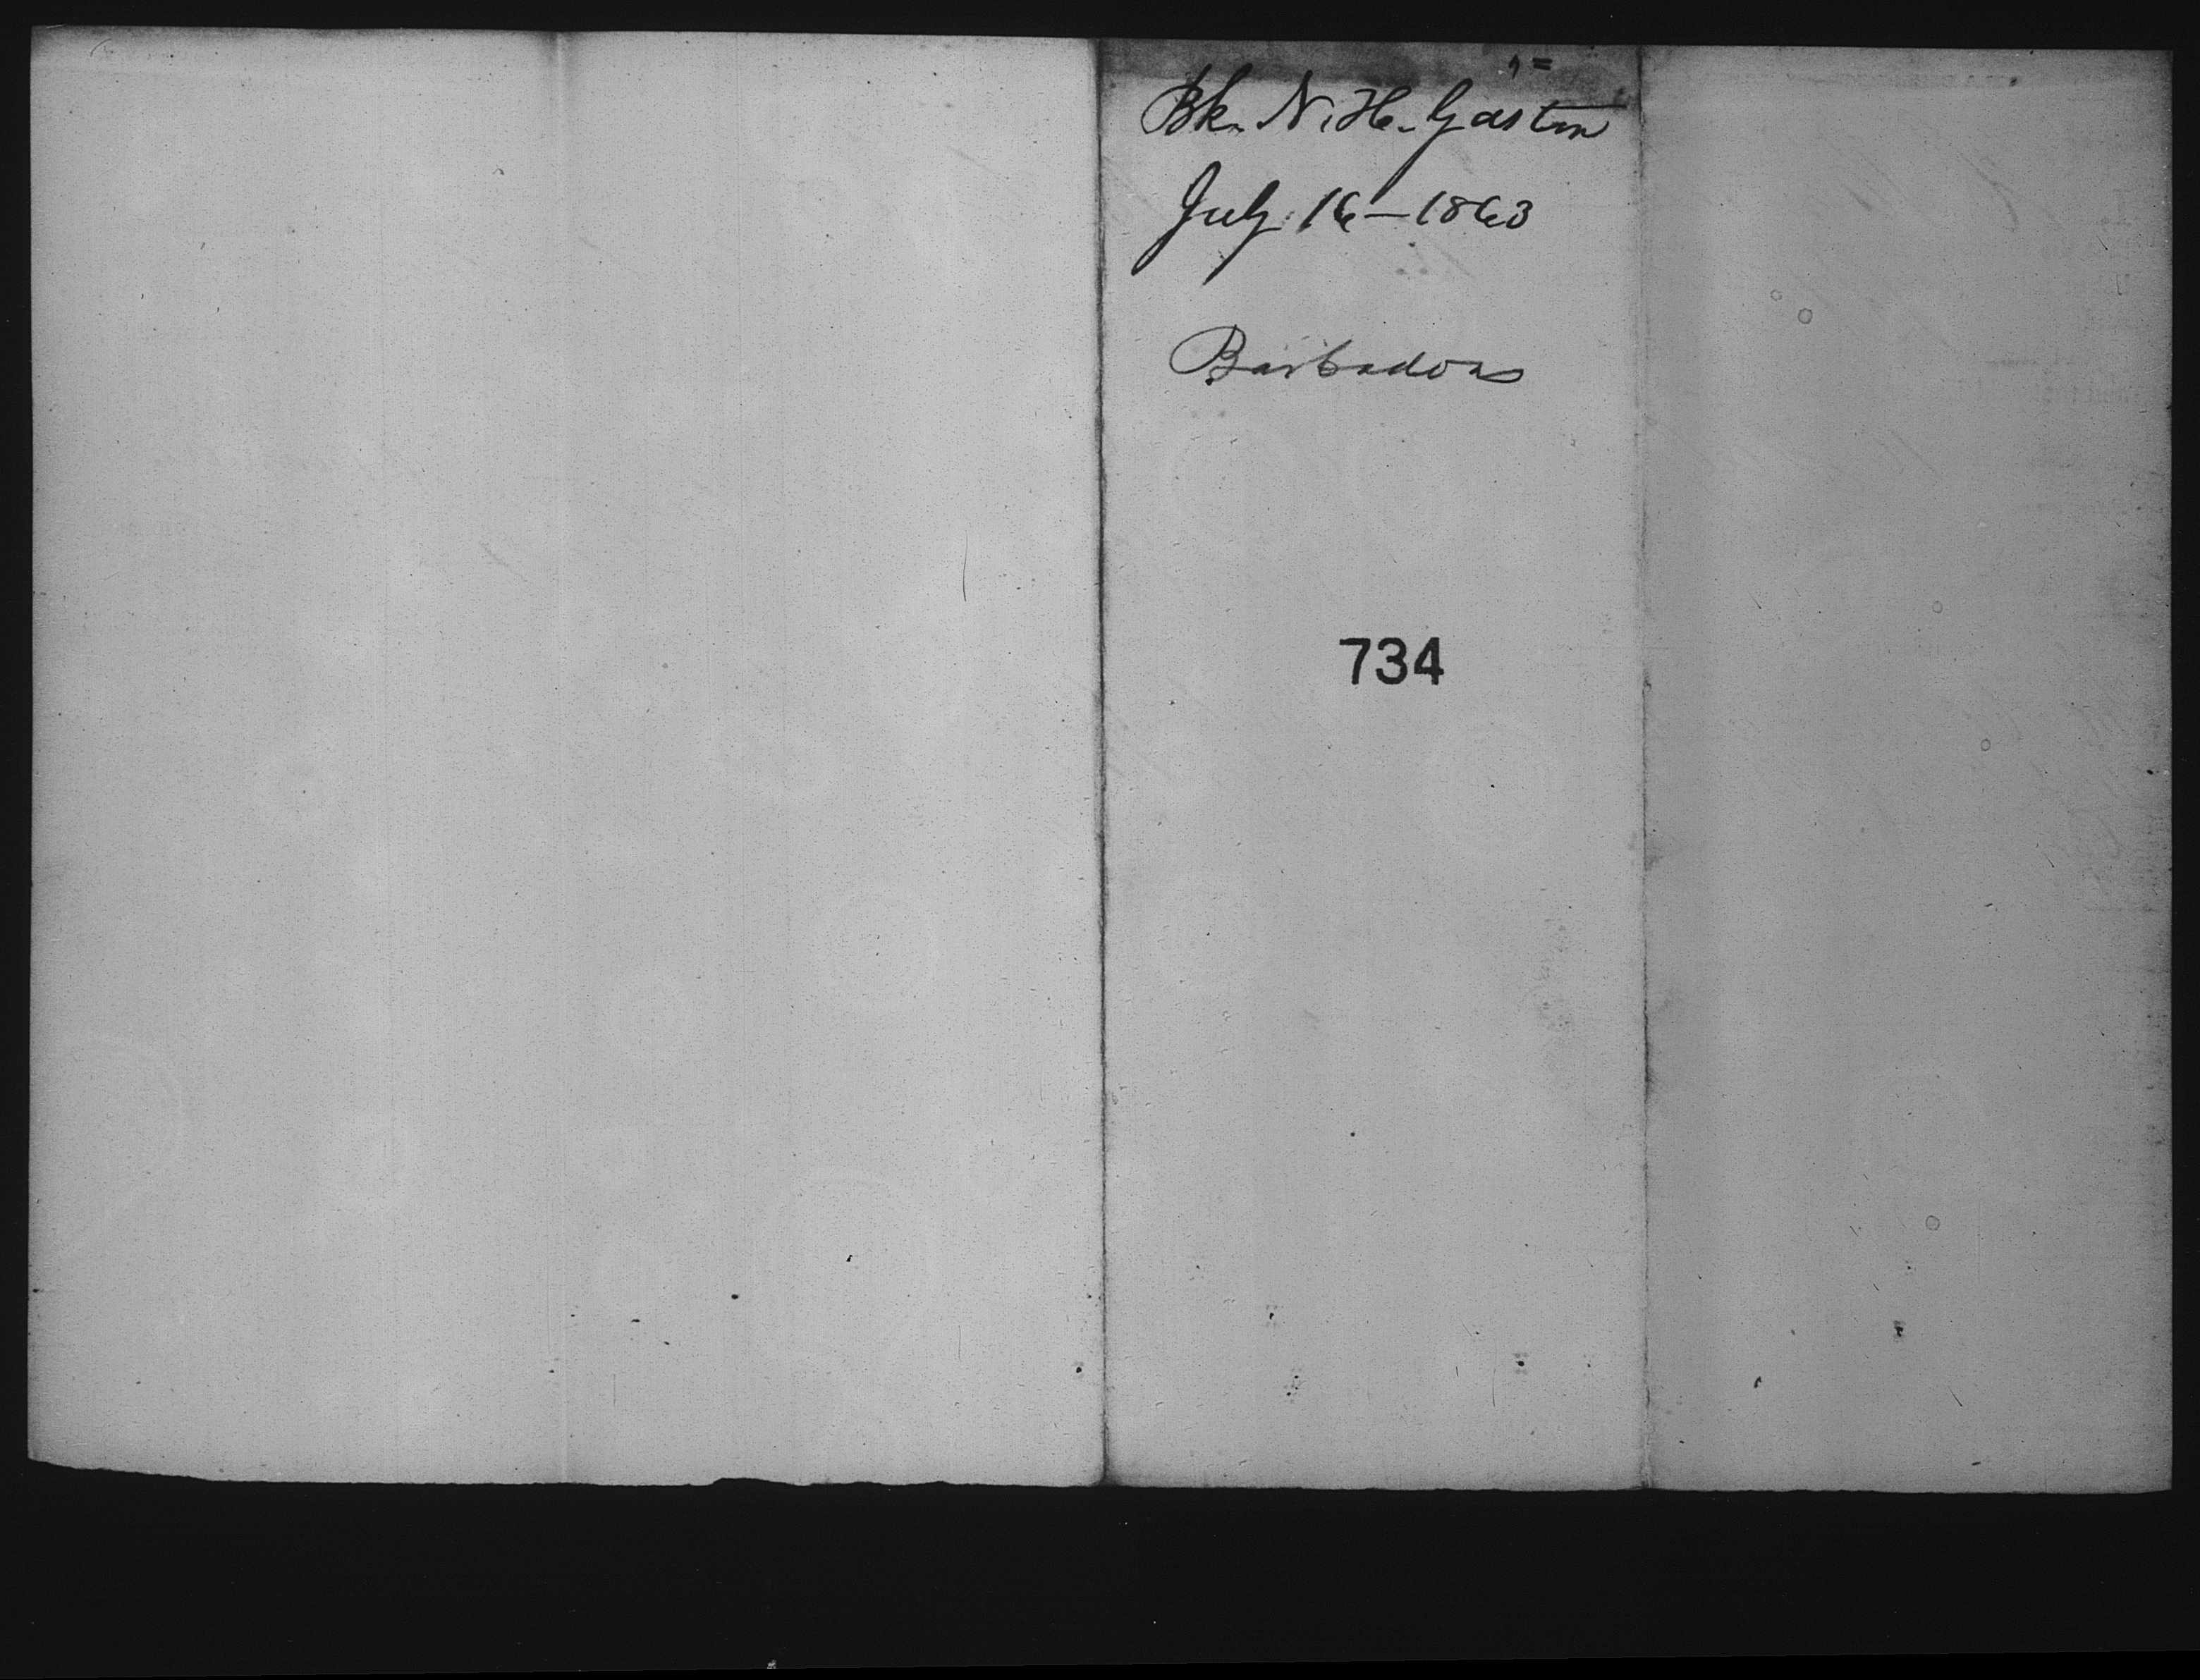 Bk. N. H. Gaston
July 16 - 1863
Barbados
734